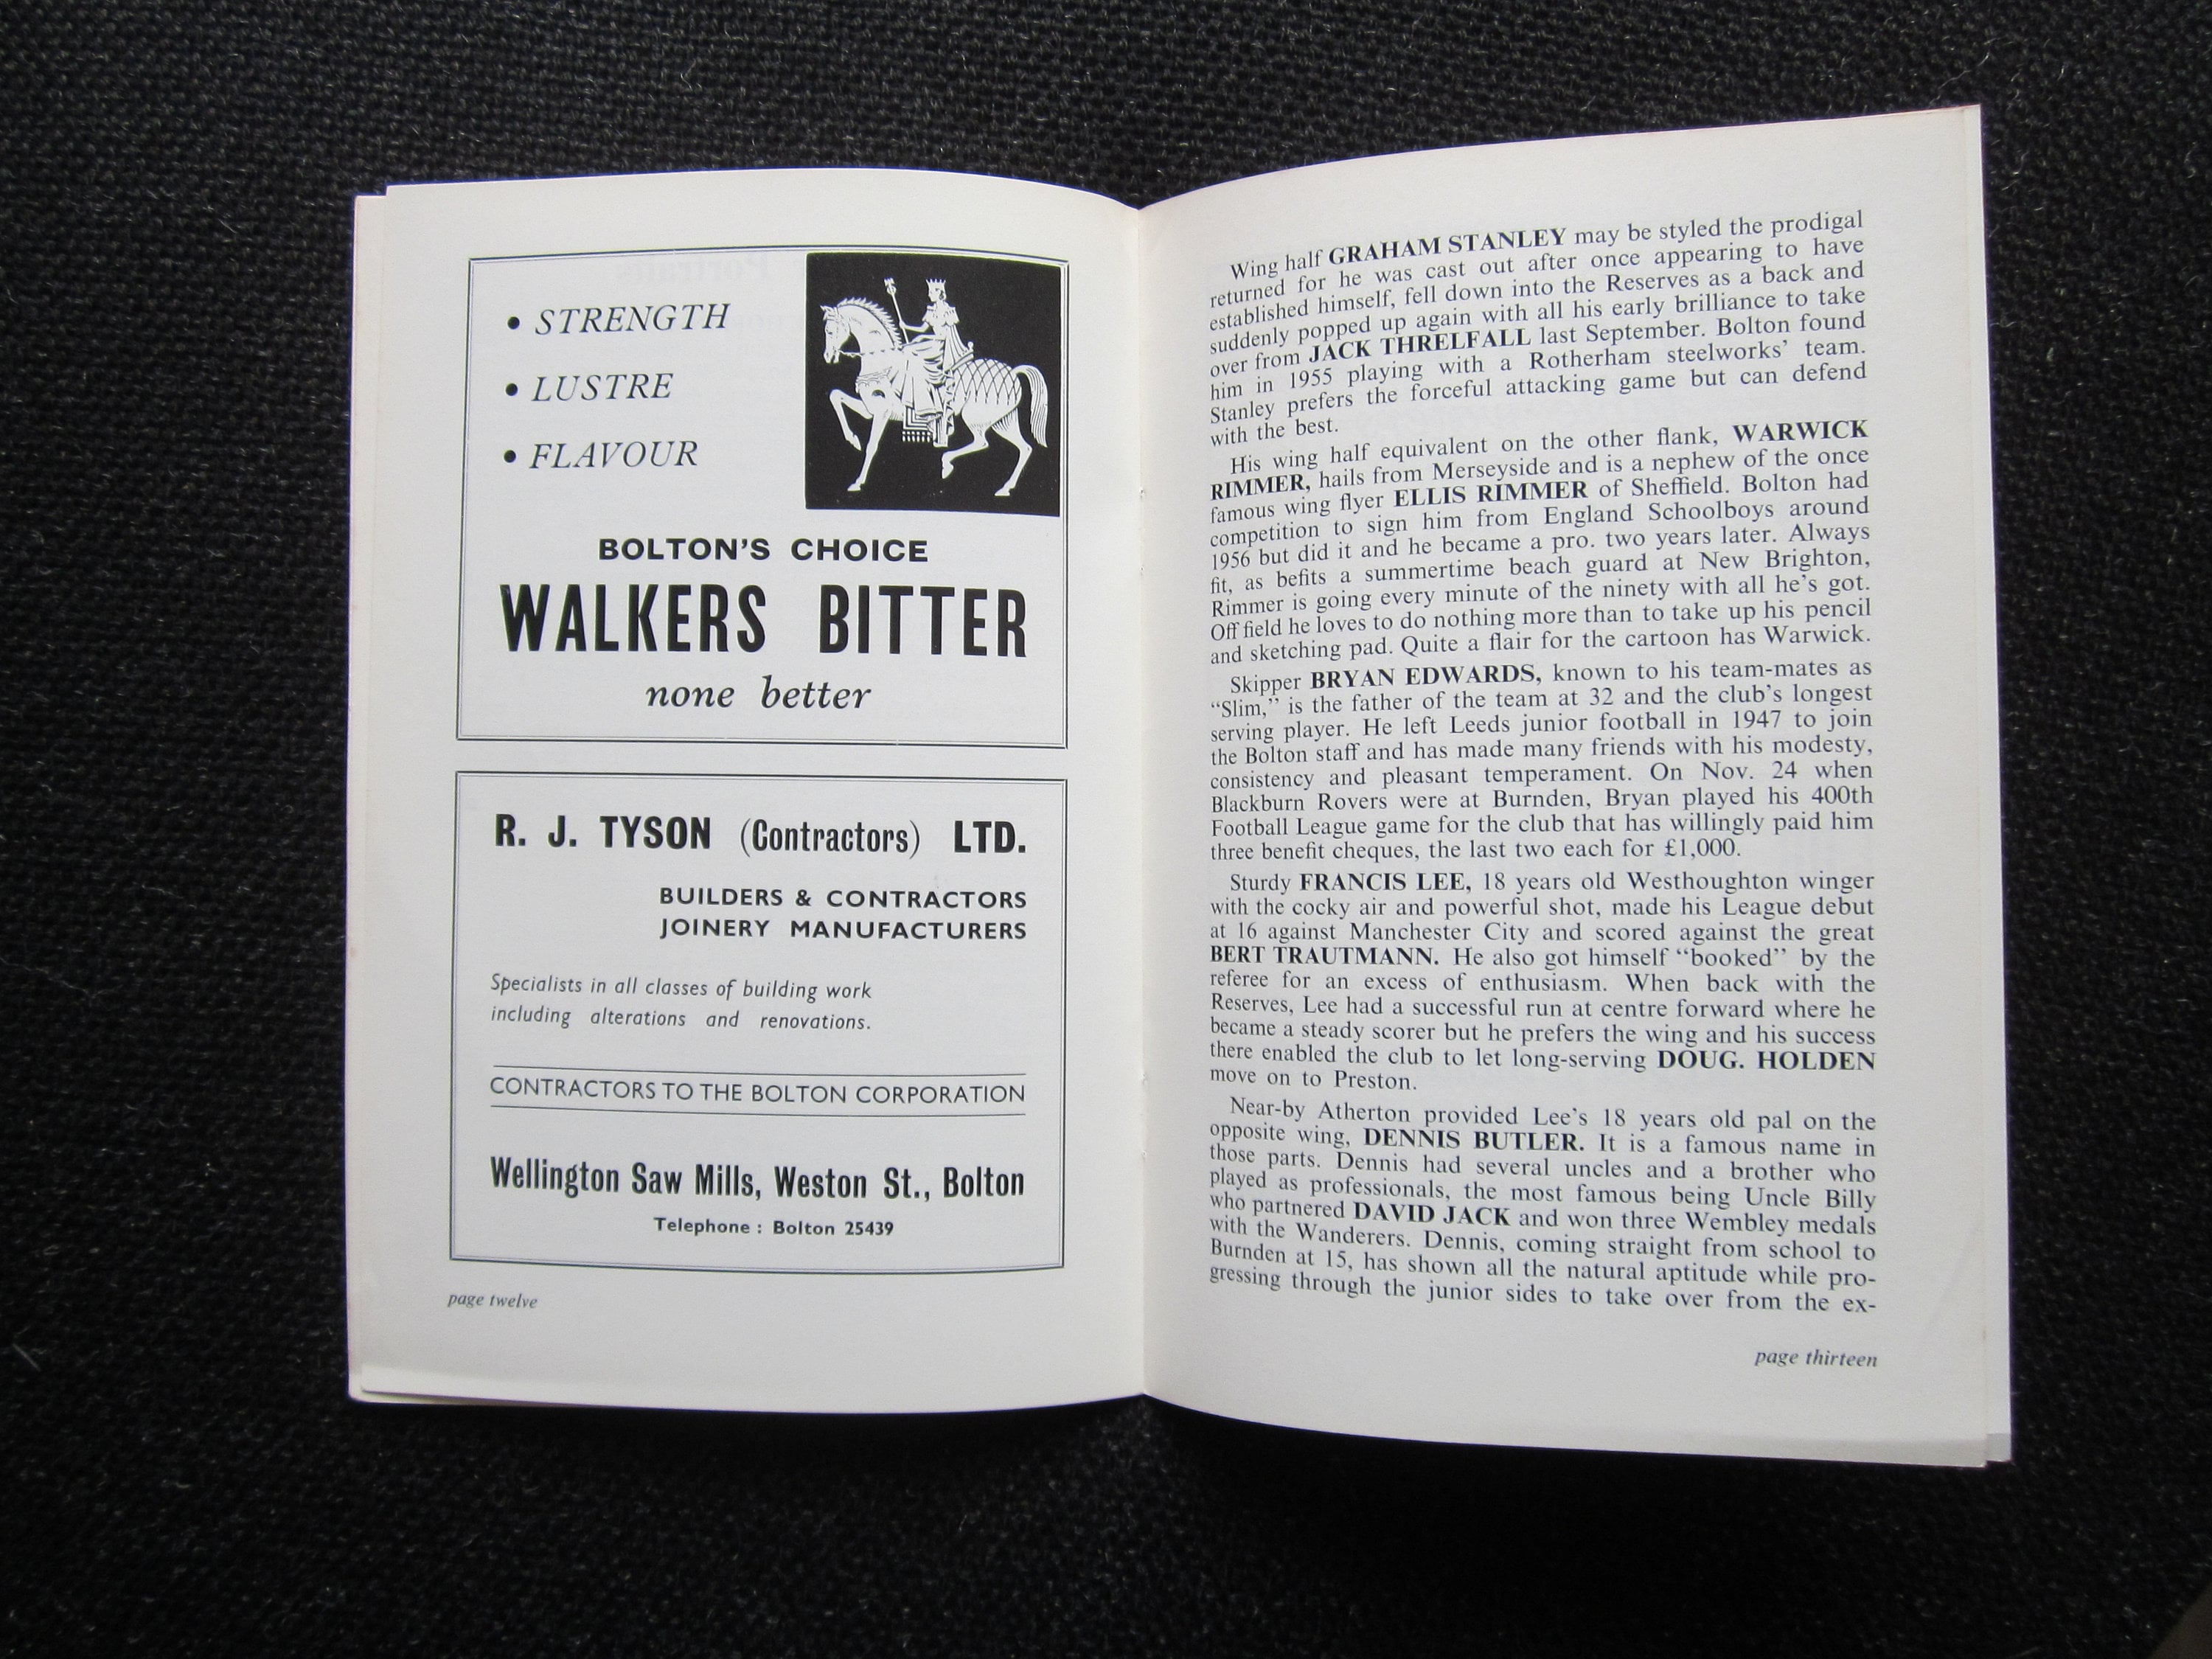 • STRENGTH
• LUSTRE
• FLAVOUR
BOLTON'S CHOICE
WALKERS BITTER
none better
R. J. TYSON (Contractors) LTD.
BUILDERS & CONTRACTORS
JOINERY MANUFACTURERS
Specialists in all classes of building work
including alterations and renovations.
CONTRACTORS TO THE BOLTON CORPORATION
Wellington Saw Mills, Weston St., Bolton
Telephone : Bolton 25439
page twelve
Wing half GRAHAM STANLEY may be styled the prodigal
returned for he was cast out after once appearing to have
established himself, fell down into the Reserves as a back and
suddenly popped up again with all his early brilliance to take
over from JACK THRELFALL last September. Bolton found
him in 1955 playing with a Rotherham steelworks' team.
Stanley prefers the forceful attacking game but can defend
with the best.
His wing half equivalent on the other flank, WARWICK
RIMMER, hails from Merseyside and is a nephew of the once
famous wing flyer ELLIS RIMMER of Sheffield. Bolton had
competition to sign him from England Schoolboys around
1956 but did it and he became a pro. two years later. Always
fit, as befits a summertime beach guard at New Brighton,
Rimmer is going every minute of the ninety with all he's got.
Off field he loves to do nothing more than to take up his pencil
and sketching pad. Quite a flair for the cartoon has Warwick.
Skipper BRYAN EDWARDS, known to his team-mates as
“Slim,” is the father of the team at 32 and the club's longest
serving player. He left Leeds junior football in 1947 to join
the Bolton staff and has made many friends with his modesty,
consistency and pleasant temperament. On Nov. 24 when
Blackburn Rovers were at Burnden, Bryan played his 400th
Football League game for the club that has willingly paid him
three benefit cheques, the last two each for £1,000.
Sturdy FRANCIS LEE, 18 years old Westhoughton winger
with the cocky air and powerful shot, made his League debut
at 16 against Manchester City and scored against the great
BERT TRAUTMANN. He also got himself “booked” by the
referee for an excess of enthusiasm. When back with the
Reserves, Lee had a successful run at centre forward where he
became a steady scorer but he prefers the wing and his success
there enabled the club to let long-serving DOUG. HOLDEN
move on to Preston.
Near-by Atherton provided Lee's 18 years old pal on the
opposite wing, DENNIS BUTLER. It is a famous name in
those parts. Dennis had several uncles and a brother who
played as professionals, the most famous being Uncle Billy
who partnered DAVID JACK and won three Wembley medals
with the Wanderers. Dennis, coming straight from school to
Burnden at 15, has shown all the natural aptitude while pro-
gressing through the junior sides to take over from the ex-
page thirteen